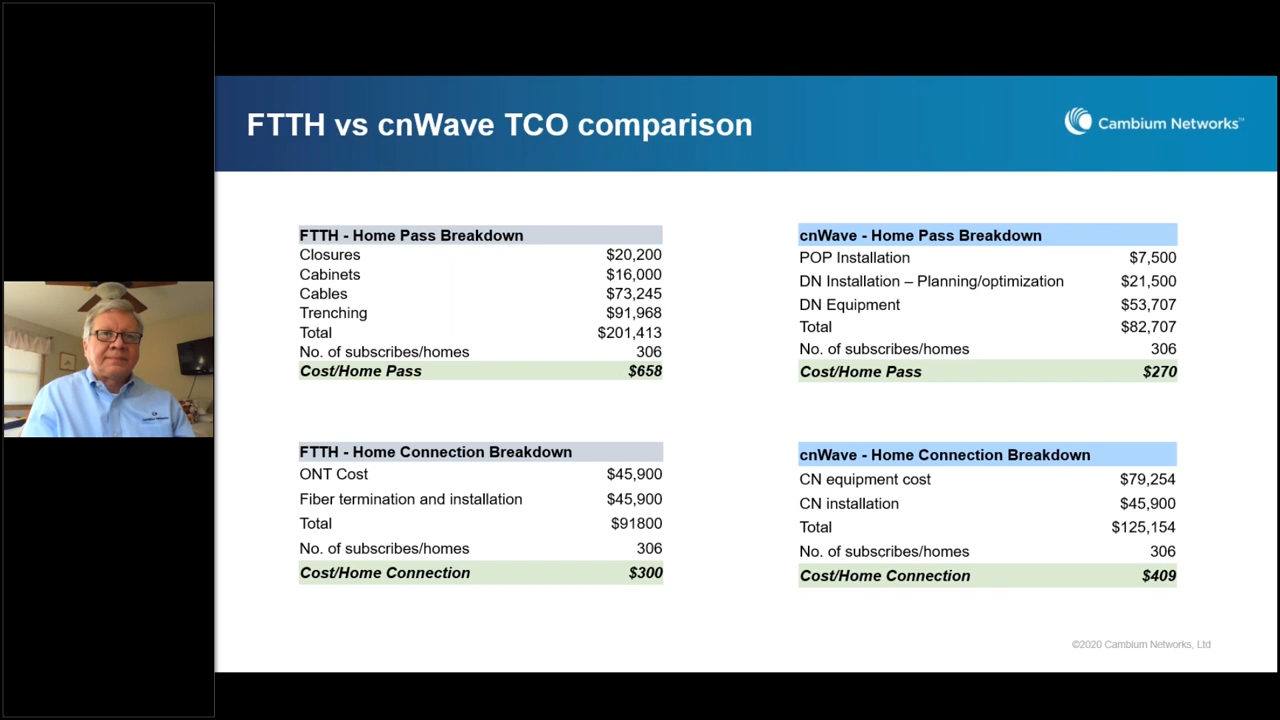 FTTH vs cnWave TCO comparison
Cambium Networks™
FTTH - Home Pass Breakdown
Closures $20,200
Cabinets $16,000
Cables $73,245
Trenching $91,968
Total $201,413
No. of subscribes/homes 306
Cost/Home Pass $658
cnWave - Home Pass Breakdown
POP Installation $7,500
DN Installation – Planning/optimization $21,500
DN Equipment $53,707
Total $82,707
No. of subscribes/homes 306
Cost/Home Pass $270
FTTH - Home Connection Breakdown
ONT Cost $45,900
Fiber termination and installation $45,900
Total $91800
No. of subscribes/homes 306
Cost/Home Connection $300
cnWave - Home Connection Breakdown
CN equipment cost $79,254
CN installation $45,900
Total $125,154
No. of subscribes/homes 306
Cost/Home Connection $409
©2020 Cambium Networks, Ltd